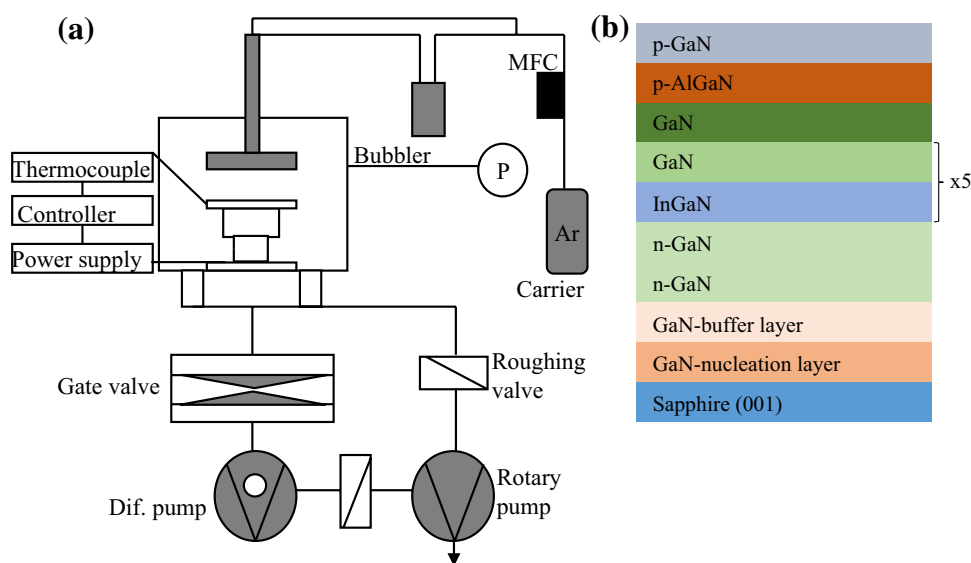 (a)
MFC
Bubbler
P
Thermocouple
Controller
Power supply
Ar
Carrier
Gate valve
Roughing
valve
Dif. pump
Rotary
pump
(b)
p-GaN
p-AlGaN
GaN
GaN
InGaN
x5
n-GaN
n-GaN
GaN-buffer layer
GaN-nucleation layer
Sapphire (001)